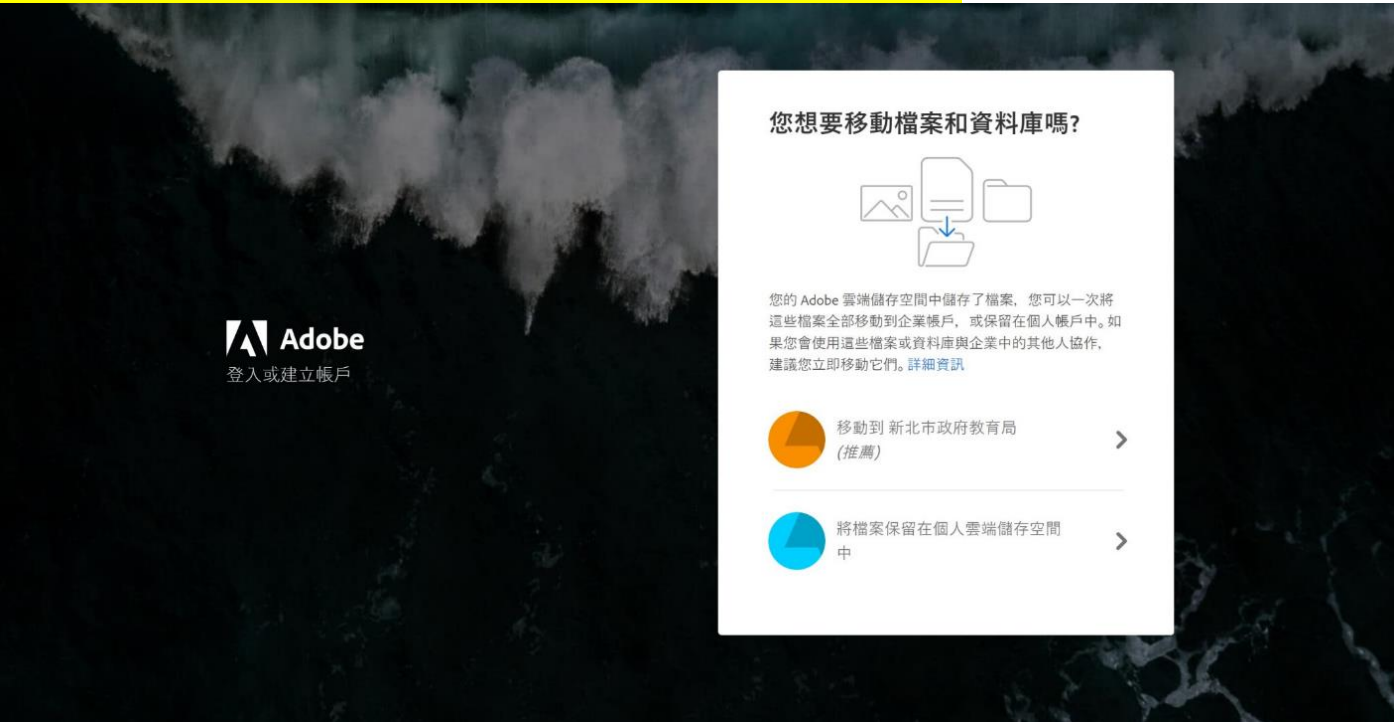 您想要移動檔案和資料庫嗎?
您的 Adobe 雲端儲存空間中儲存了檔案，您可以一次將
這些檔案全部移動到企業帳戶，或保留在個人帳戶中。如
果您會使用這些檔案或資料庫與企業中的其他人協作，
建議您立即移動它們。詳細資訊
Adobe
登入或建立帳戶
移動到 新北市政府教育局
(推薦)
將檔案保留在個人雲端儲存空間
中